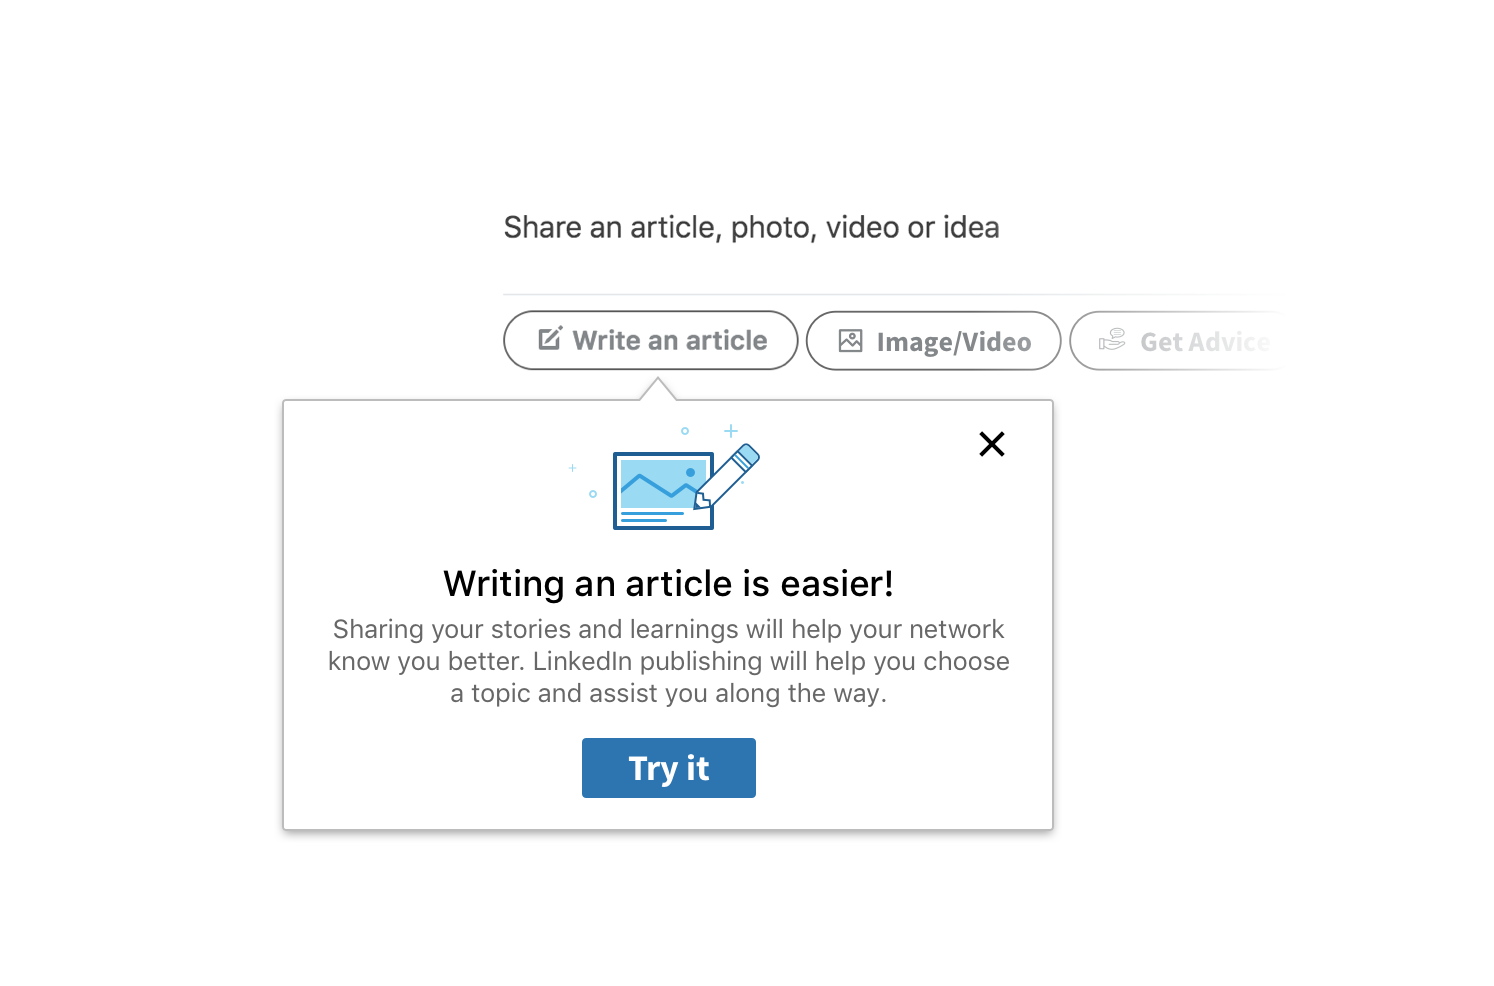 Share an article, photo, video or idea
Write an article
Image/Video
Get Advice
Writing an article is easier!
Sharing your stories and learnings will help your network
know you better. LinkedIn publishing will help you choose
a topic and assist you along the way.
Try it